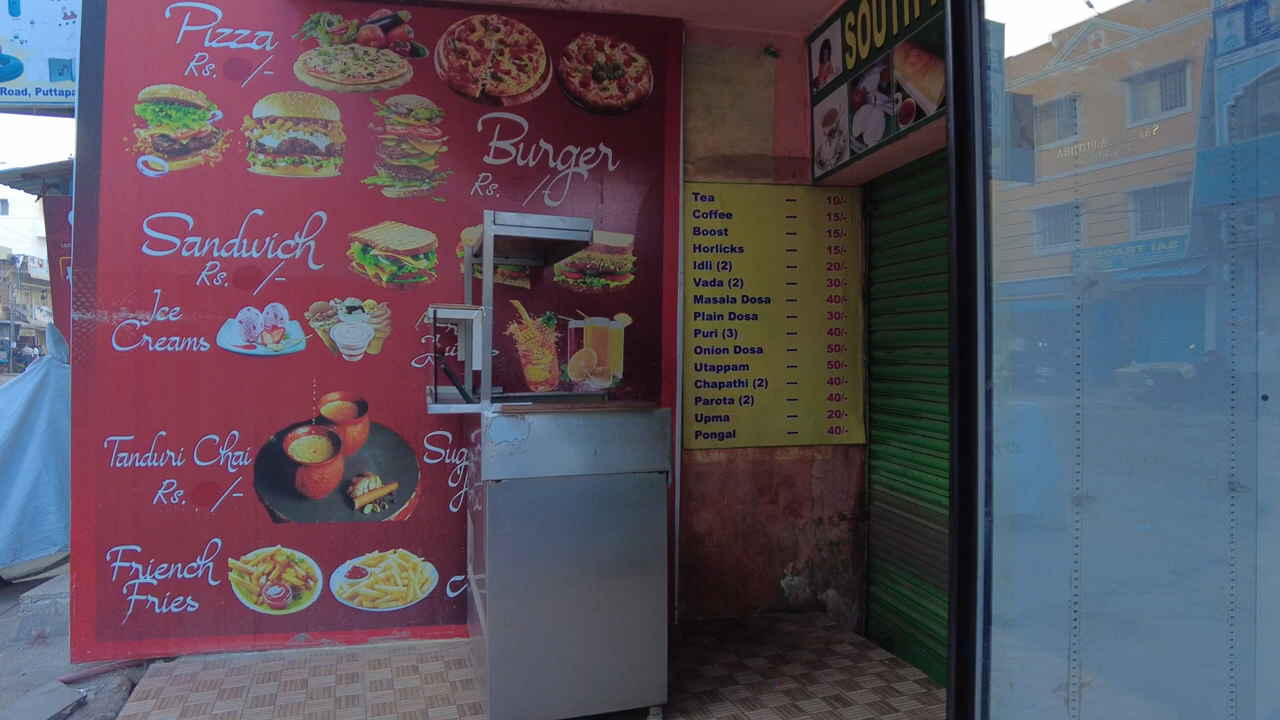 Road, Puttapa
Pizza
Rs. /-
Burger
Rs. /-
Sandwich
Rs. /-
Ice
Creams
Tanduri Chai
Rs. /-
Sug
Friench
Fries
SOUTH
Tea --- 10/-
Coffee --- 15/-
Boost --- 15/-
Horlicks --- 15/-
Idli (2) --- 20/-
Vada (2) --- 30/-
Masala Dosa --- 40/-
Plain Dosa --- 30/-
Puri (3) --- 40/-
Onion Dosa --- 50/-
Utappam --- 50/-
Chapathi (2) --- 40/-
Parota (2) --- 40/-
Upma --- 20/-
Pongal --- 40/-